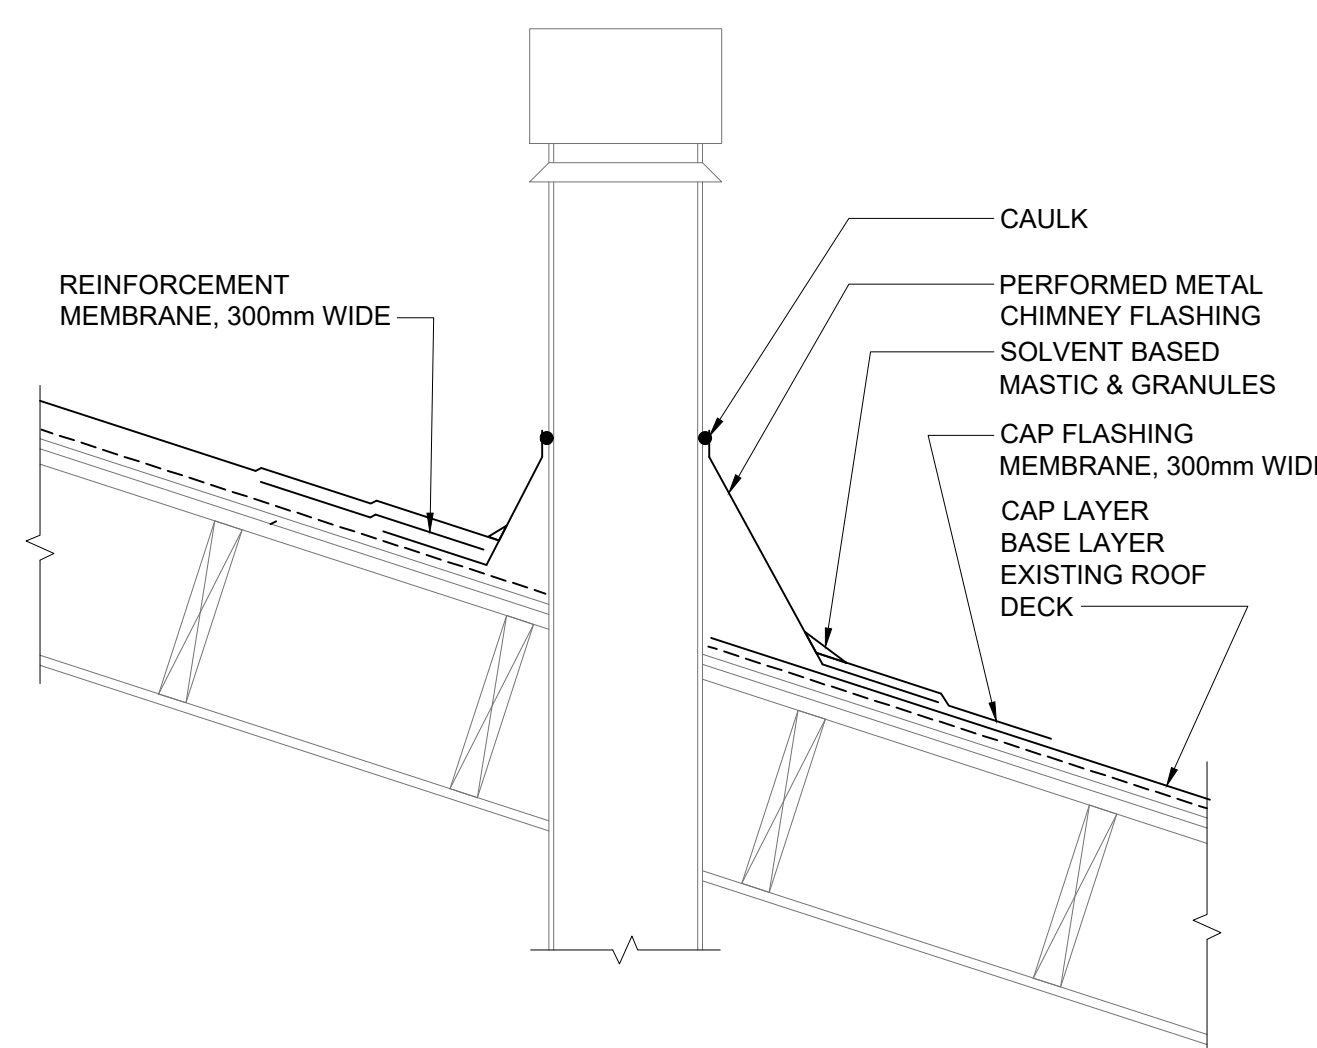 REINFORCEMENT
MEMBRANE, 300mm WIDE
CAULK
PERFORMED METAL
CHIMNEY FLASHING
SOLVENT BASED
MASTIC & GRANULES
CAP FLASHING
MEMBRANE, 300mm WID
CAP LAYER
BASE LAYER
EXISTING ROOF
DECK